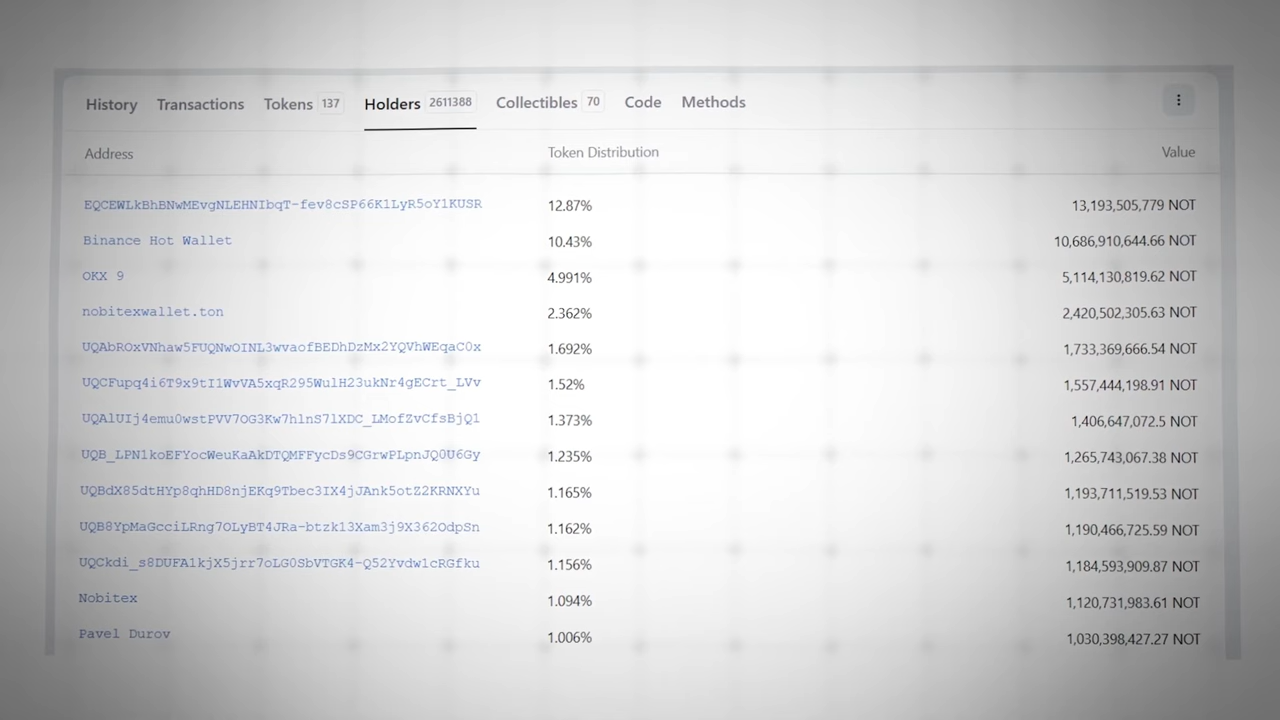 History Transactions Tokens 137 Holders 2611388 Collectibles 70 Code Methods
Address Token Distribution Value
EQCEWLkBhBNwMEvgNLEHNIbqT-fev8cSP66K1LyR5oY1KUSR 12.87% 13,193,505,779 NOT
Binance Hot Wallet 10.43% 10,686,910,644.66 NOT
OKX 9 4.991% 5,114,130,819.62 NOT
nobitexwallet.ton 2.362% 2,420,502,305.63 NOT
UQAbROxVNhaw5FUQNwOINL3wvaofBEDhDzMx2YQVhWEqaC0x 1.692% 1,733,369,666.54 NOT
UQCFupq4i6T9x9tI1WvVA5xqR295WulH23ukNr4gECrt_LVv 1.52% 1,557,444,198.91 NOT
UQAlUIj4emu0wstPVV7OG3Kw7hlnS7lXDC_LMofZvCfsBjQ1 1.373% 1,406,647,072.5 NOT
UQB_LPN1koEFYocWeuKaAkDTQMFFycDs9CGrwPLpnJQ0U6Gy 1.235% 1,265,743,067.38 NOT
UQBdX85dtHYp8qhHD8njEKq9Tbec3IX4jJAnk5otZ2KRNXYu 1.165% 1,193,711,519.53 NOT
UQB8YpMaGcciLRng7OLyBT4JRa-btzk13Xam3j9X362OdpSn 1.162% 1,190,466,725.59 NOT
UQCkdi_s8DUFA1kjX5jrr7oLG0SbVTGK4-Q52Yvdw1cRGfku 1.156% 1,184,593,909.87 NOT
Nobitex 1.094% 1,120,731,983.61 NOT
Pavel Durov 1.006% 1,030,398,427.27 NOT